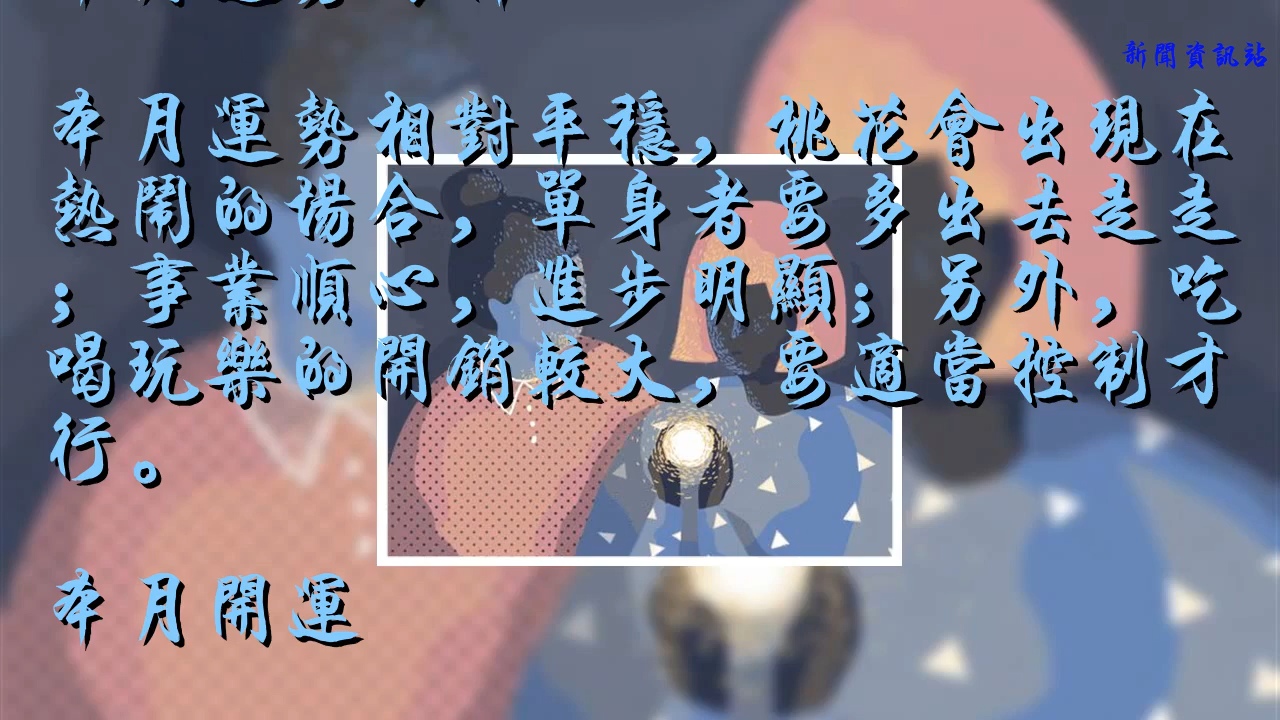 新聞資訊站
本月運勢相對平穩，桃花會出現在
熱鬧的場合，單身者要多出去走走
；事業順心，進步明顯；另外，吃
喝玩樂的開銷較大，要適當控制才
行。
本月開運